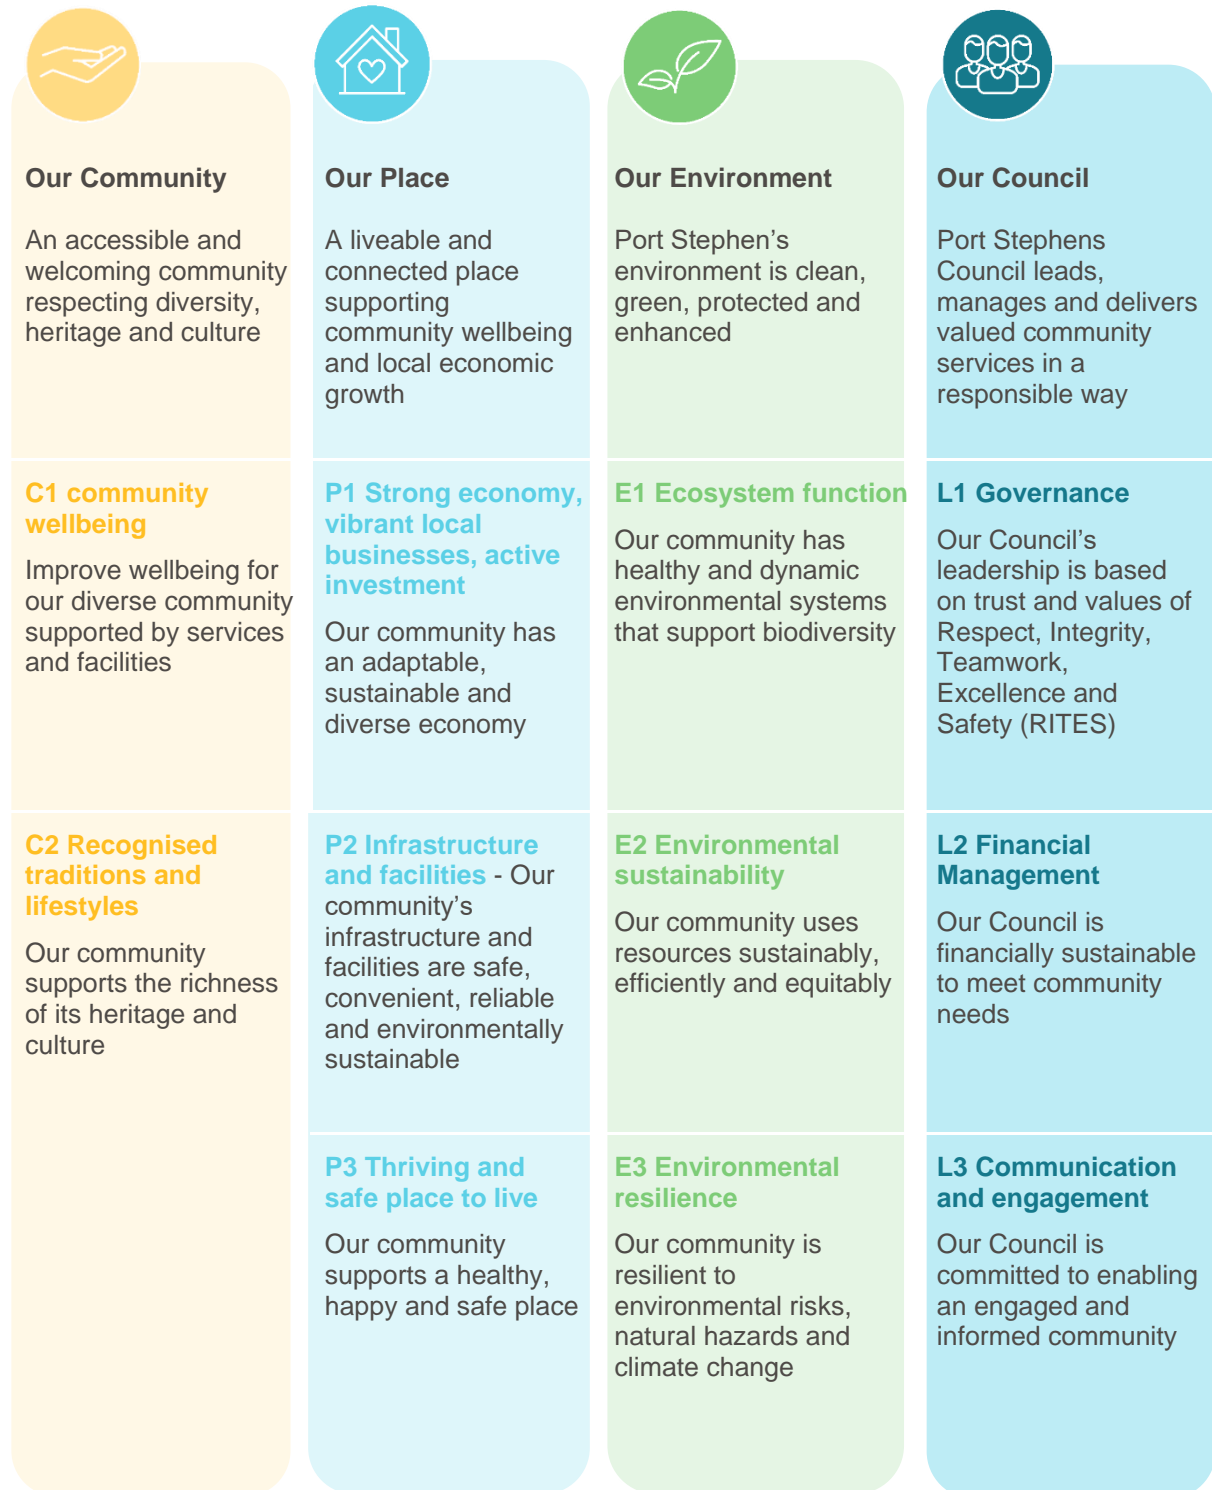 Our Community
An accessible and
welcoming community
respecting diversity,
heritage and culture
C1 community
wellbeing
Improve wellbeing for
our diverse community
supported by services
and facilities
C2 Recognised
traditions and
lifestyles
Our community
supports the richness
of its heritage and
culture
Our Place
A liveable and
connected place
supporting
community wellbeing
and local economic
growth
P1 Strong economy,
vibrant local
businesses, active
investment
Our community has
an adaptable,
sustainable and
diverse economy
P2 Infrastructure
and facilities - Our
community’s
infrastructure and
facilities are safe,
convenient, reliable
and environmentally
sustainable
P3 Thriving and
safe place to live
Our community
supports a healthy,
happy and safe place
Our Environment
Port Stephen’s
environment is clean,
green, protected and
enhanced
E1 Ecosystem function
Our community has
healthy and dynamic
environmental systems
that support biodiversity
E2 Environmental
sustainability
Our community uses
resources sustainably,
efficiently and equitably
E3 Environmental
resilience
Our community is
resilient to
environmental risks,
natural hazards and
climate change
Our Council
Port Stephens
Council leads,
manages and delivers
valued community
services in a
responsible way
L1 Governance
Our Council’s
leadership is based
on trust and values of
Respect, Integrity,
Teamwork,
Excellence and
Safety (RITES)
L2 Financial
Management
Our Council is
financially sustainable
to meet community
needs
L3 Communication
and engagement
Our Council is
committed to enabling
an engaged and
informed community